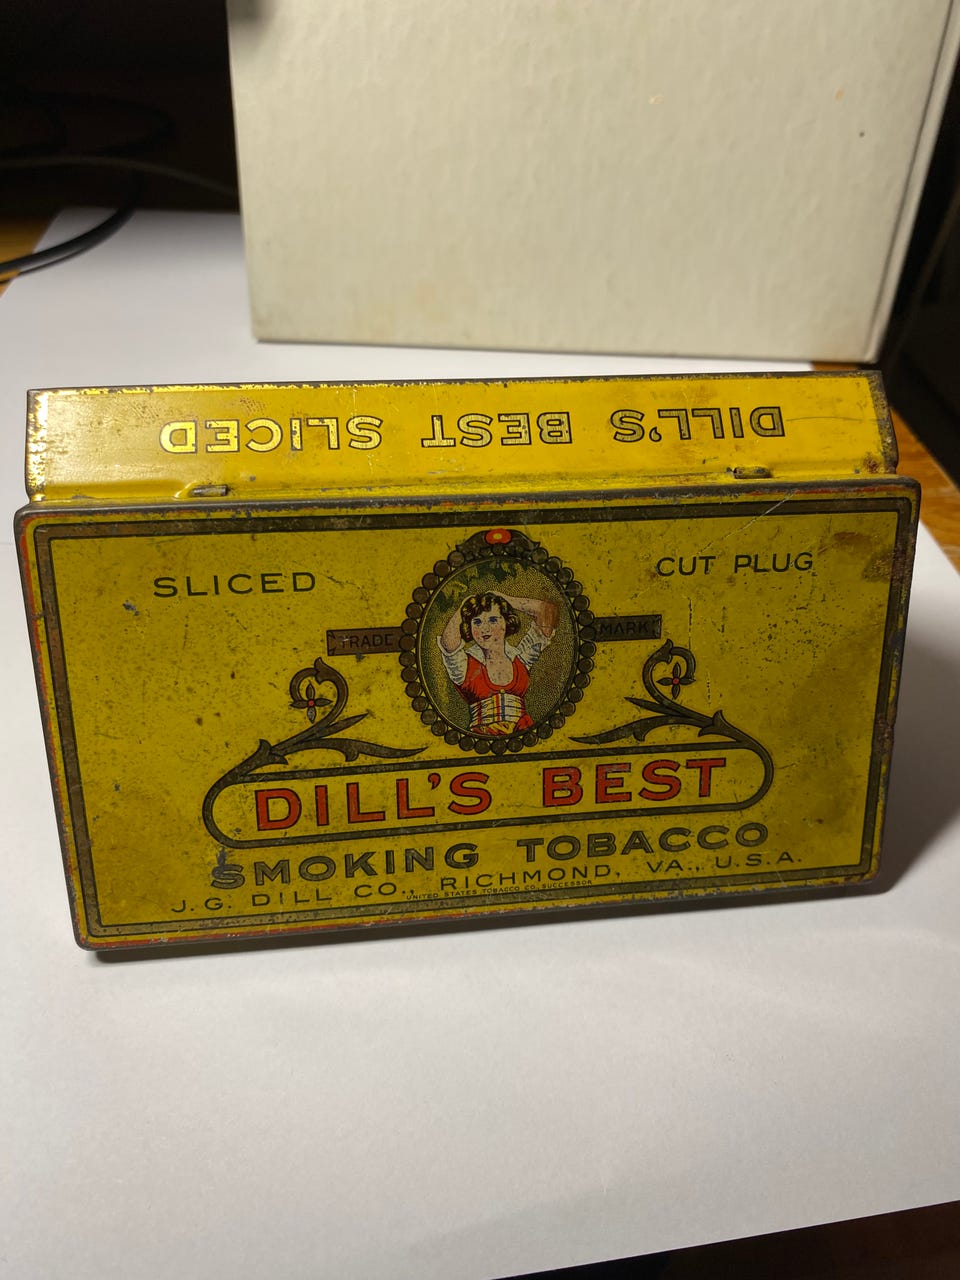 DILL'S BEST SLICED
SLICED CUT PLUG
TRADE MARK
DILL'S BEST
SMOKING TOBACCO
J.G. DILL CO., RICHMOND, VA., U.S.A.
UNITED STATES TOBACCO CO. SUCCESSOR